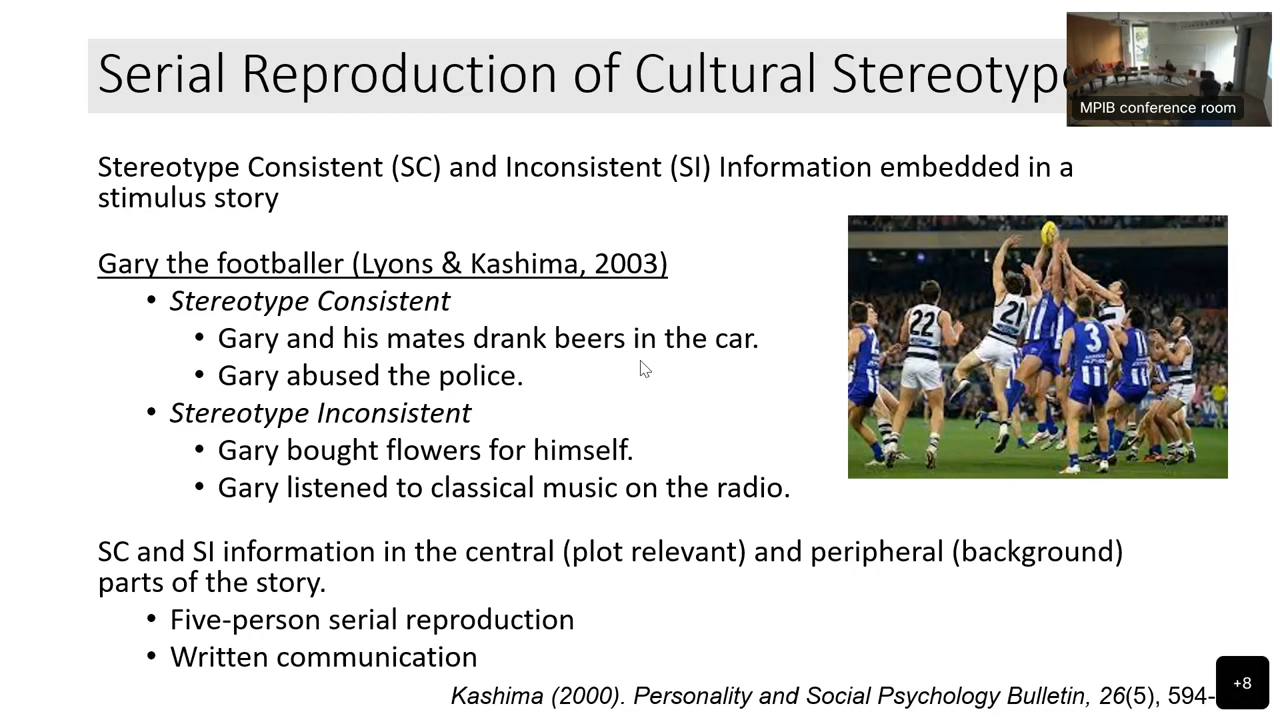 Serial Reproduction of Cultural Stereotype
MPIB conference room
Stereotype Consistent (SC) and Inconsistent (SI) Information embedded in a
stimulus story
Gary the footballer (Lyons & Kashima, 2003)
• Stereotype Consistent
• Gary and his mates drank beers in the car.
• Gary abused the police.
• Stereotype Inconsistent
• Gary bought flowers for himself.
• Gary listened to classical music on the radio.
22
21
3
SC and SI information in the central (plot relevant) and peripheral (background)
parts of the story.
• Five-person serial reproduction
• Written communication
Kashima (2000). Personality and Social Psychology Bulletin, 26(5), 594-
+8